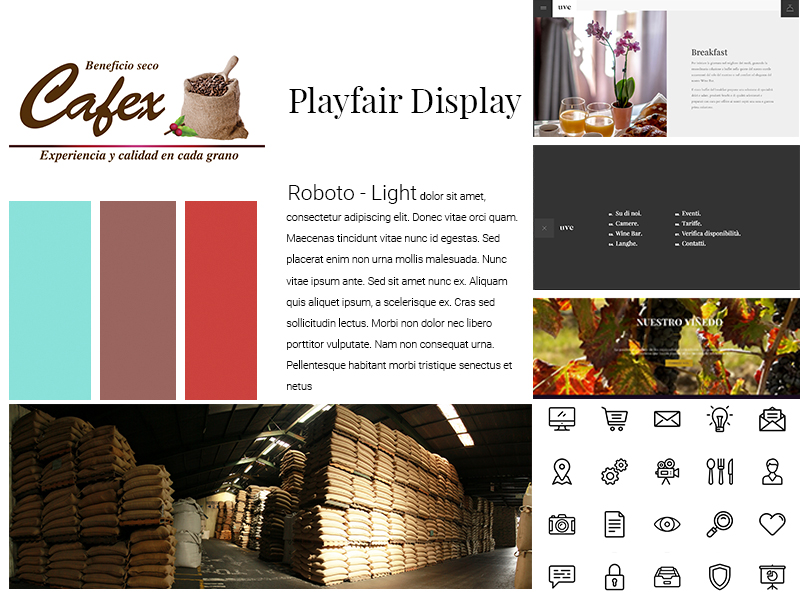 Beneficio seco
Cafex
Experiencia y calidad en cada grano
Playfair Display
Roboto - Light dolor sit amet,
consectetur adipiscing elit. Donec vitae orci quam.
Maecenas tincidunt vitae nunc id egestas. Sed
placerat enim non urna mollis malesuada. Nunc
vitae ipsum ante. Sed sit amet nunc ex. Aliquam
quis aliquet ipsum, a scelerisque ex. Cras sed
sollicitudin lectus. Morbi non dolor nec libero
porttitor vulputate. Nam non consequat urna.
Pellentesque habitant morbi tristique senectus et
netus
uve
Breakfast
uve
Su di noi.
Camere.
Wine Bar.
Langhe.
Eventi.
Tariffe.
Verifica disponibilità.
Contatti.
NUESTRO VIÑEDO